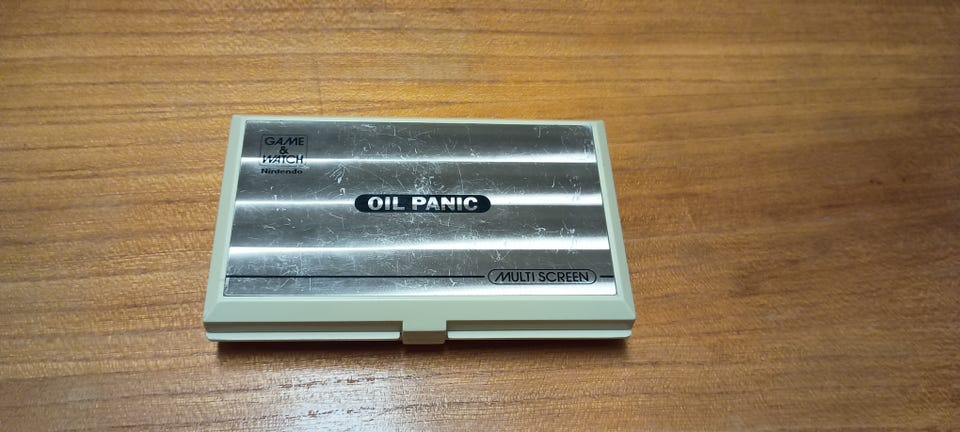 GAME
&
WATCH
Nintendo
OIL PANIC
MULTI SCREEN